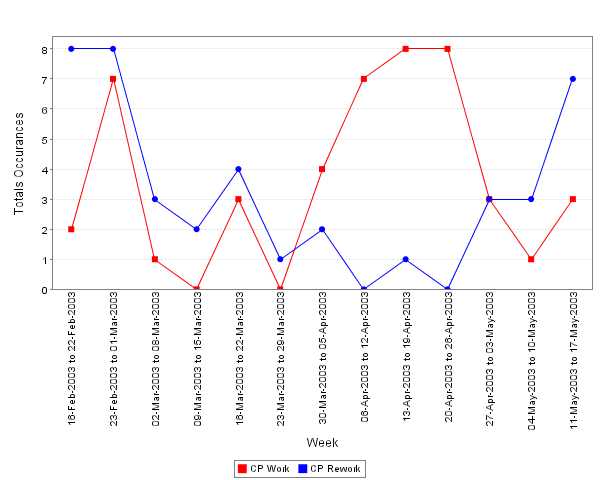 Totals Occurances
8
7
6
5
4
3
2
1
0
16-Feb-2003 to 22-Feb-2003
23-Feb-2003 to 01-Mar-2003
02-Mar-2003 to 08-Mar-2003
09-Mar-2003 to 15-Mar-2003
16-Mar-2003 to 22-Mar-2003
23-Mar-2003 to 29-Mar-2003
30-Mar-2003 to 05-Apr-2003
06-Apr-2003 to 12-Apr-2003
13-Apr-2003 to 19-Apr-2003
20-Apr-2003 to 26-Apr-2003
27-Apr-2003 to 03-May-2003
04-May-2003 to 10-May-2003
11-May-2003 to 17-May-2003
Week
CP Work CP Rework